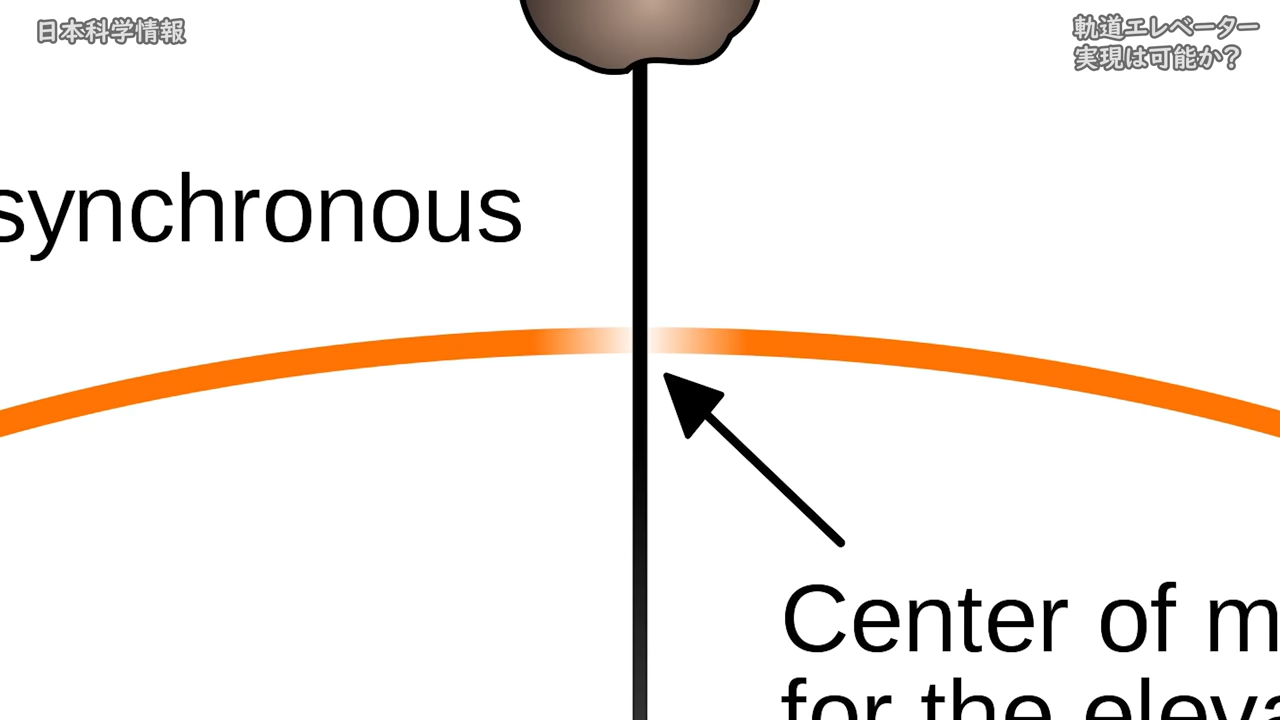 日本科学情報
軌道エレベーター
実現は可能か?
synchronous
Center of m
for the eleva